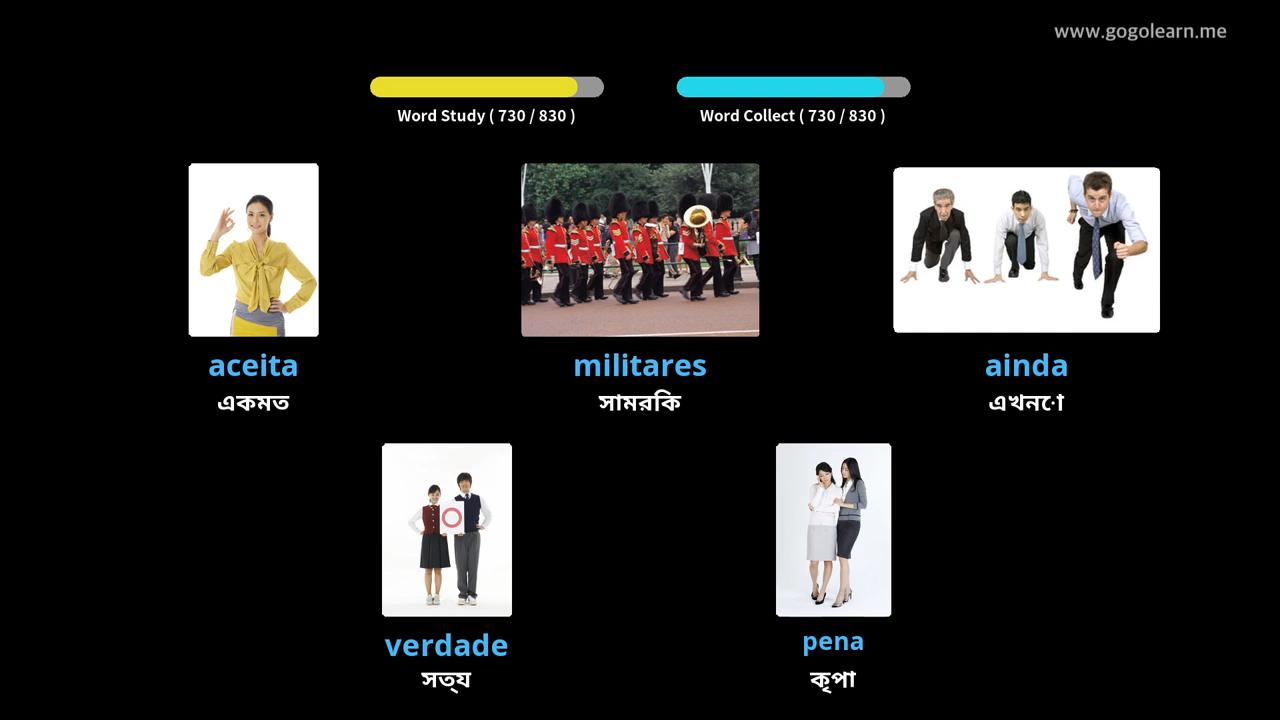 www.gogolearn.me
Word Study ( 730 / 830 )
Word Collect ( 730 / 830 )
aceita
militares
ainda
একমত
সামরকি
এখনো
verdade
pena
সত্য
কৃপা